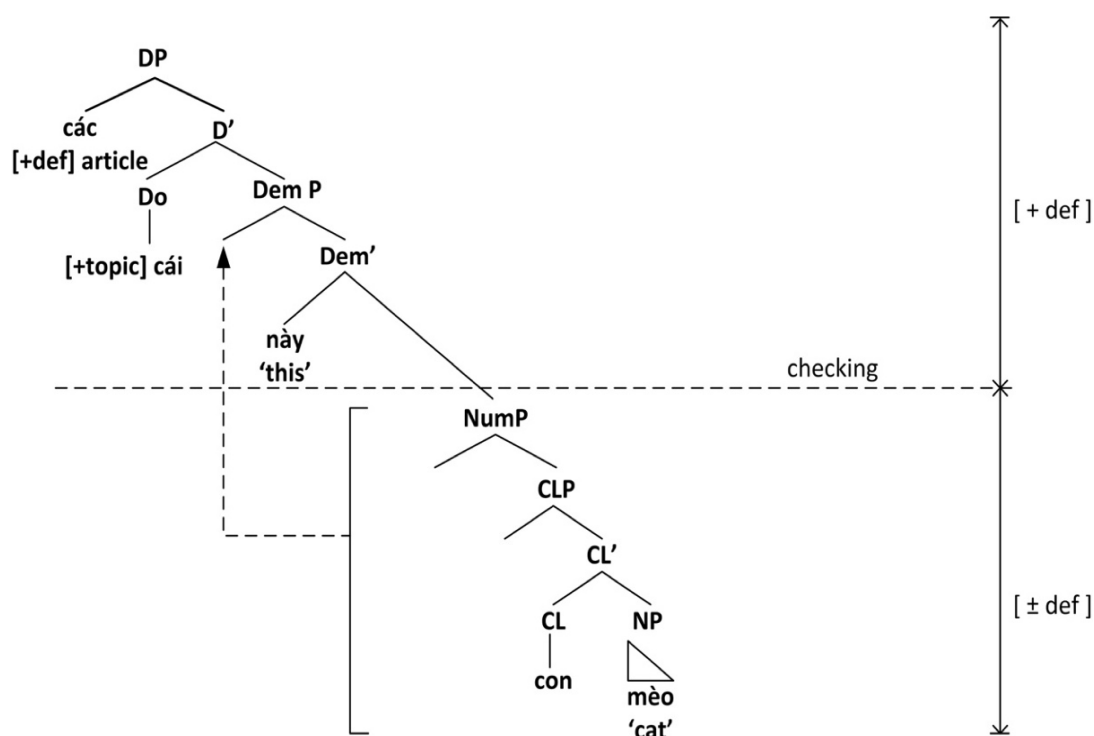 DP
các
[+def] article
D’
Do
Dem P
[+topic] cái
Dem’
[ + def ]
này
‘this’
checking
NumP
CLP
CL’
CL
NP
[ ± def ]
con
mèo
‘cat’